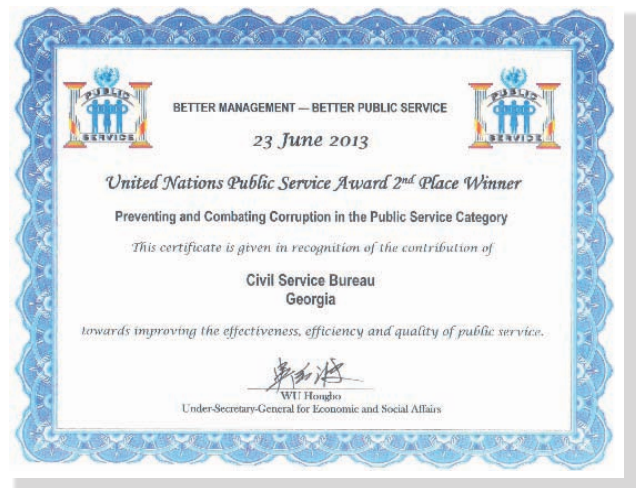 PUBLIC
SERVICE
PUBLIC
SERVICE
BETTER MANAGEMENT — BETTER PUBLIC SERVICE
23 June 2013
United Nations Public Service Award 2nd Place Winner
Preventing and Combating Corruption in the Public Service Category
This certificate is given in recognition of the contribution of
Civil Service Bureau
Georgia
towards improving the effectiveness, efficiency and quality of public service.
WU Hongbo
Under-Secretary-General for Economic and Social Affairs